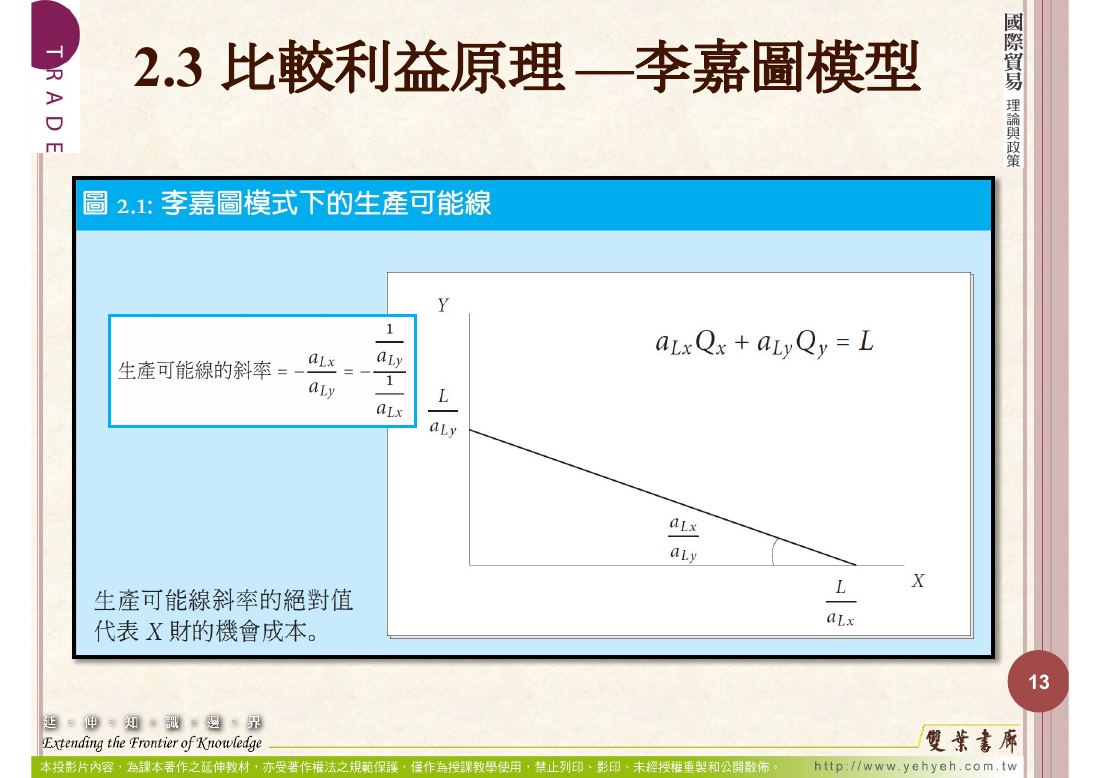 TRADE
2.3 比較利益原理 —李嘉圖模型
國際貿易 理論與政策
圖 2.1: 李嘉圖模式下的生產可能線
Y
a_{Lx}Q_x + a_{Ly}Q_y = L
生產可能線的斜率 = −\frac{a_{Lx}}{a_{Ly}} = −\frac{\frac{1}{a_{Ly}}}{\frac{1}{a_{Lx}}}
\frac{L}{a_{Ly}}
\frac{a_{Lx}}{a_{Ly}}
X
\frac{L}{a_{Lx}}
生產可能線斜率的絕對值
代表 X 財的機會成本。
13
延。伸。知。識。邊。界
Extending the Frontier of Knowledge
雙葉書廊
本投影片內容,為課本著作之延伸教材,亦受著作權法之規範保護,僅作為授課教學使用,禁止列印、影印、未經授權重製和公開散佈。
http://www.yehyeh.com.tw